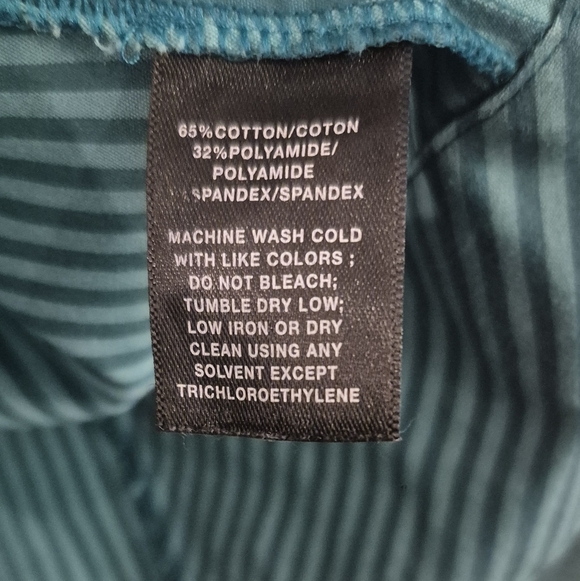 65%COTTON/COTON
32%POLYAMIDE/
POLYAMIDE
SPANDEX/SPANDEX
MACHINE WASH COLD
WITH LIKE COLORS ;
DO NOT BLEACH;
TUMBLE DRY LOW;
LOW IRON OR DRY
CLEAN USING ANY
SOLVENT EXCEPT
TRICHLOROETHYLENE